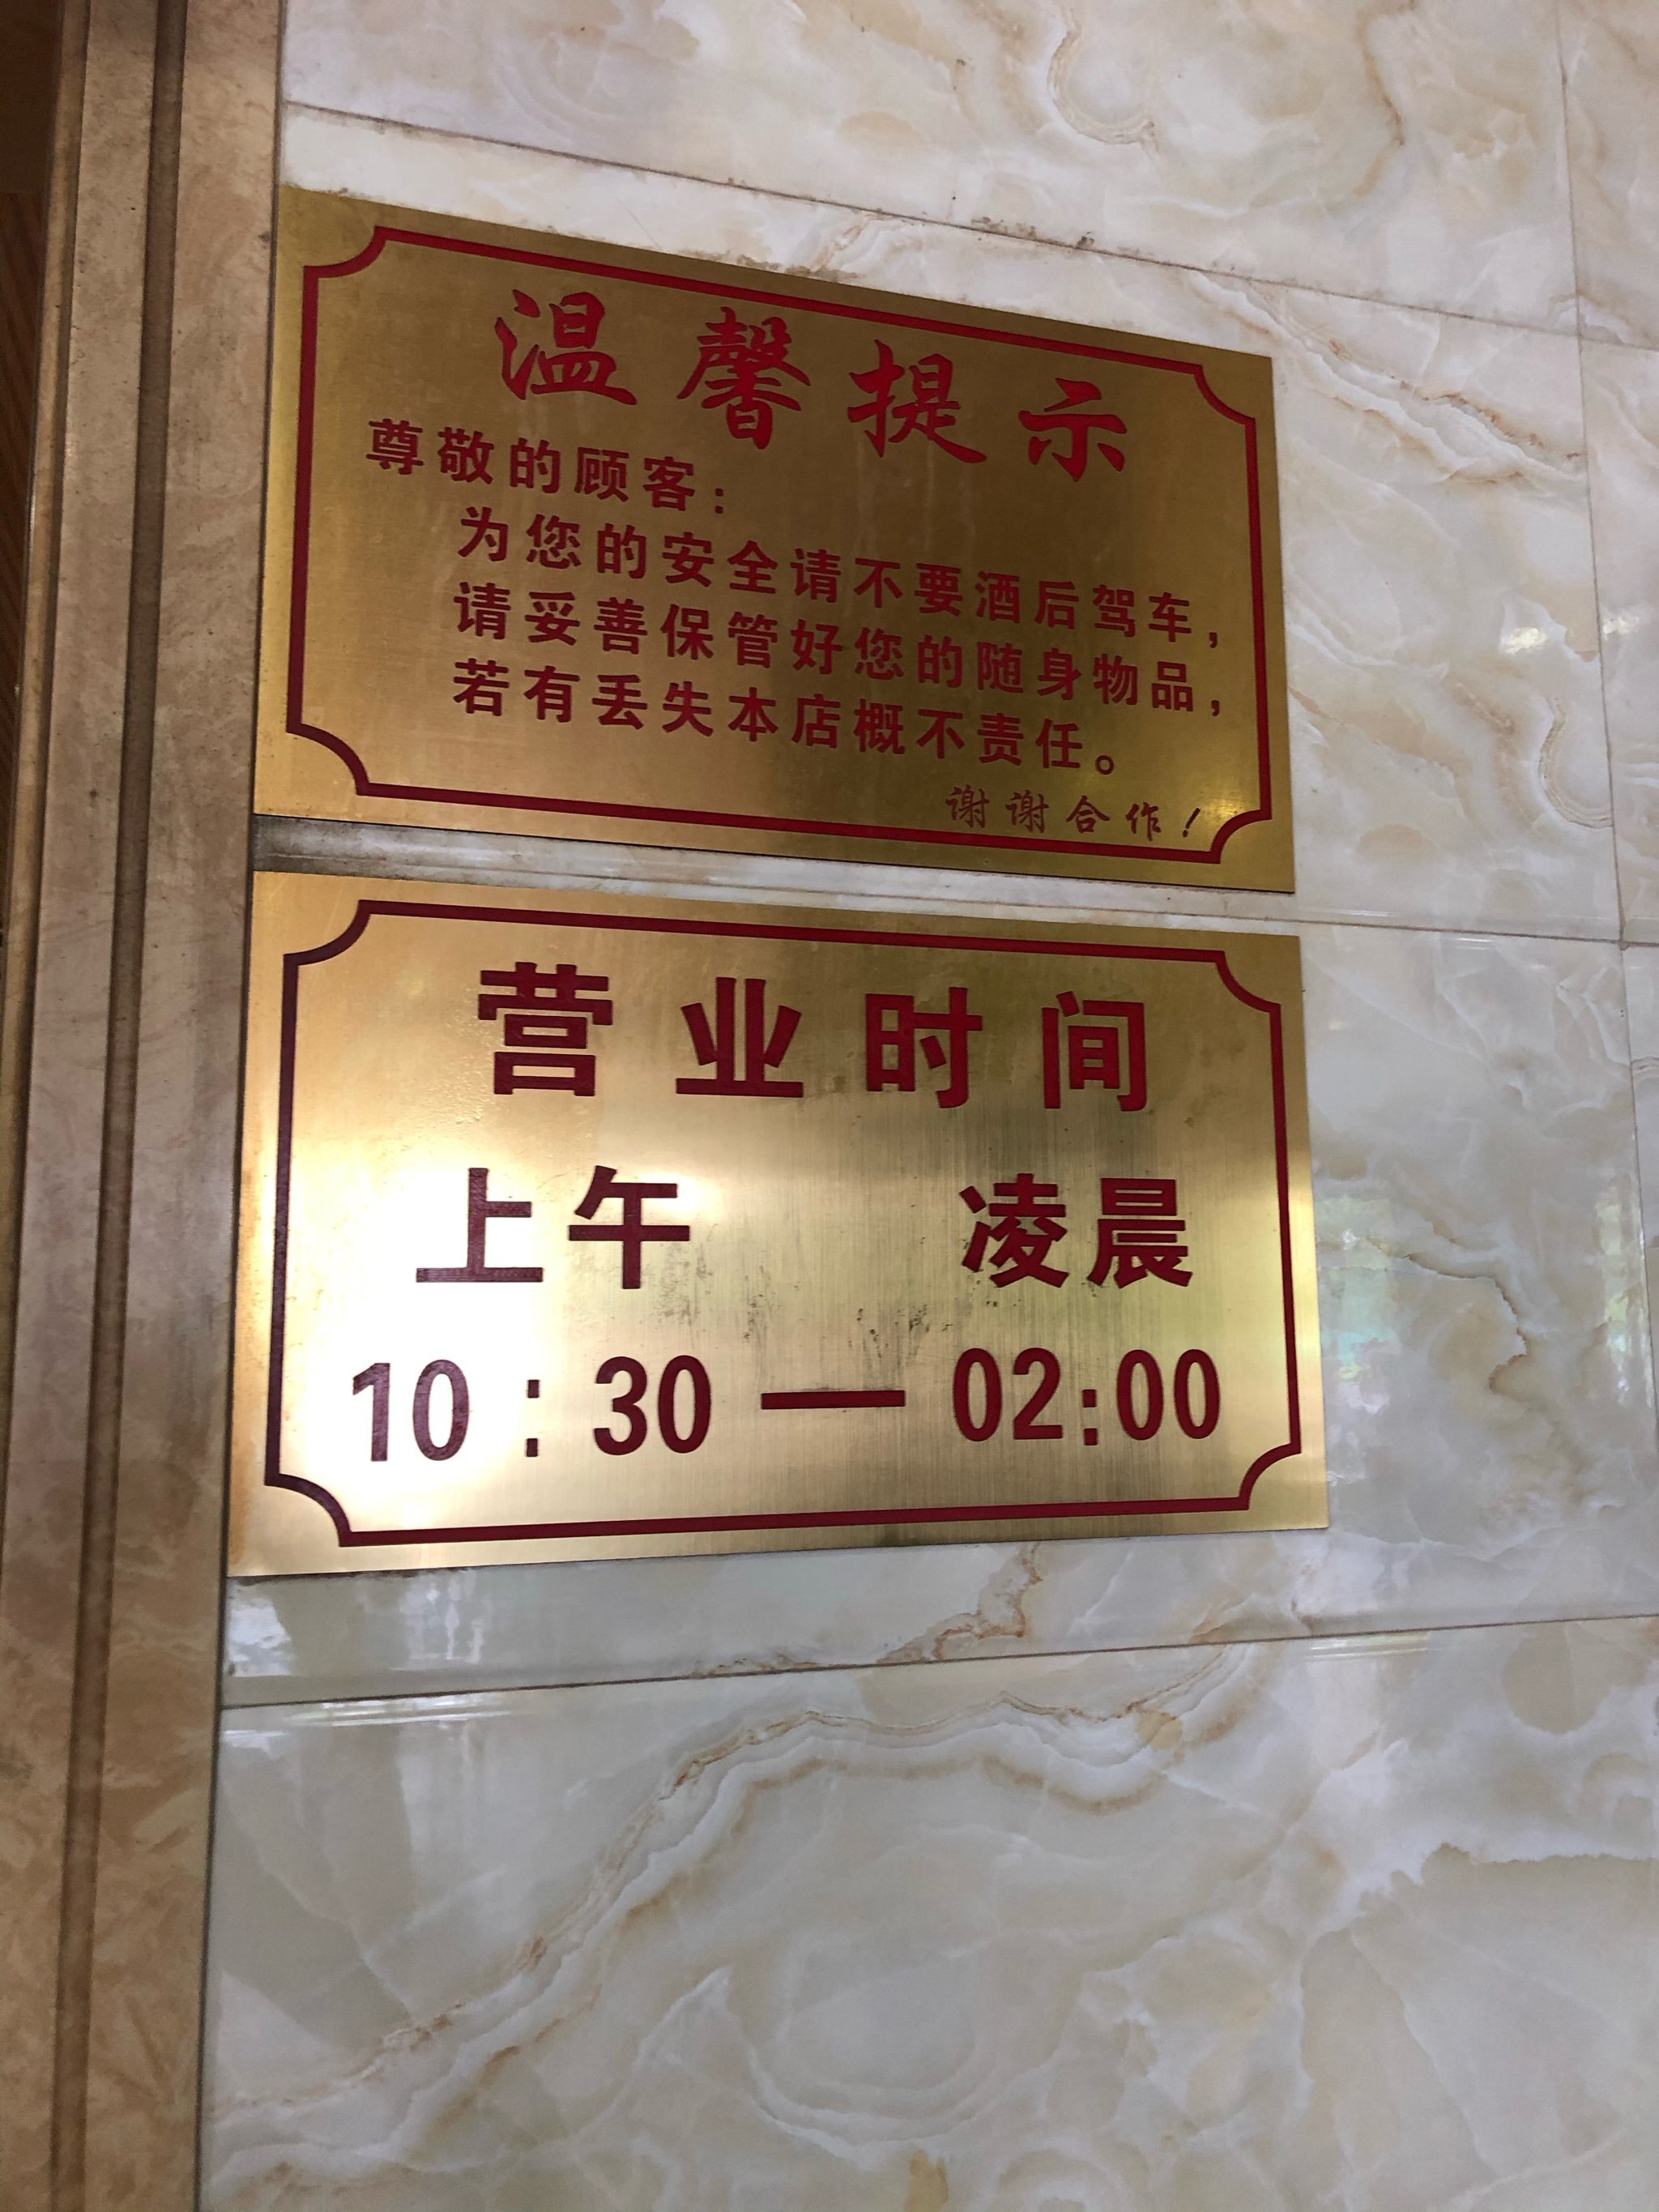 温馨提示
尊敬的顾客：
为您的安全请不要酒后驾车，
请妥善保管好您的随身物品，
若有丢失本店概不责任。
谢谢合作！
营业时间
上午 凌晨
10：30—02:00